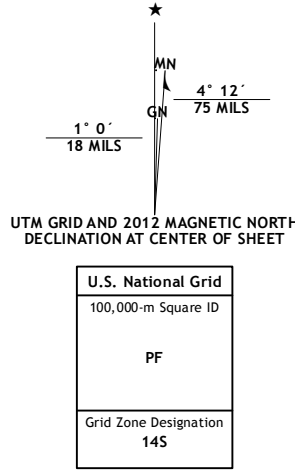 ★
MN
4° 12´
75 MILS
GN
1° 0´
18 MILS
UTM GRID AND 2012 MAGNETIC NORTH
DECLINATION AT CENTER OF SHEET
U.S. National Grid
100,000-m Square ID
PF
Grid Zone Designation
14S